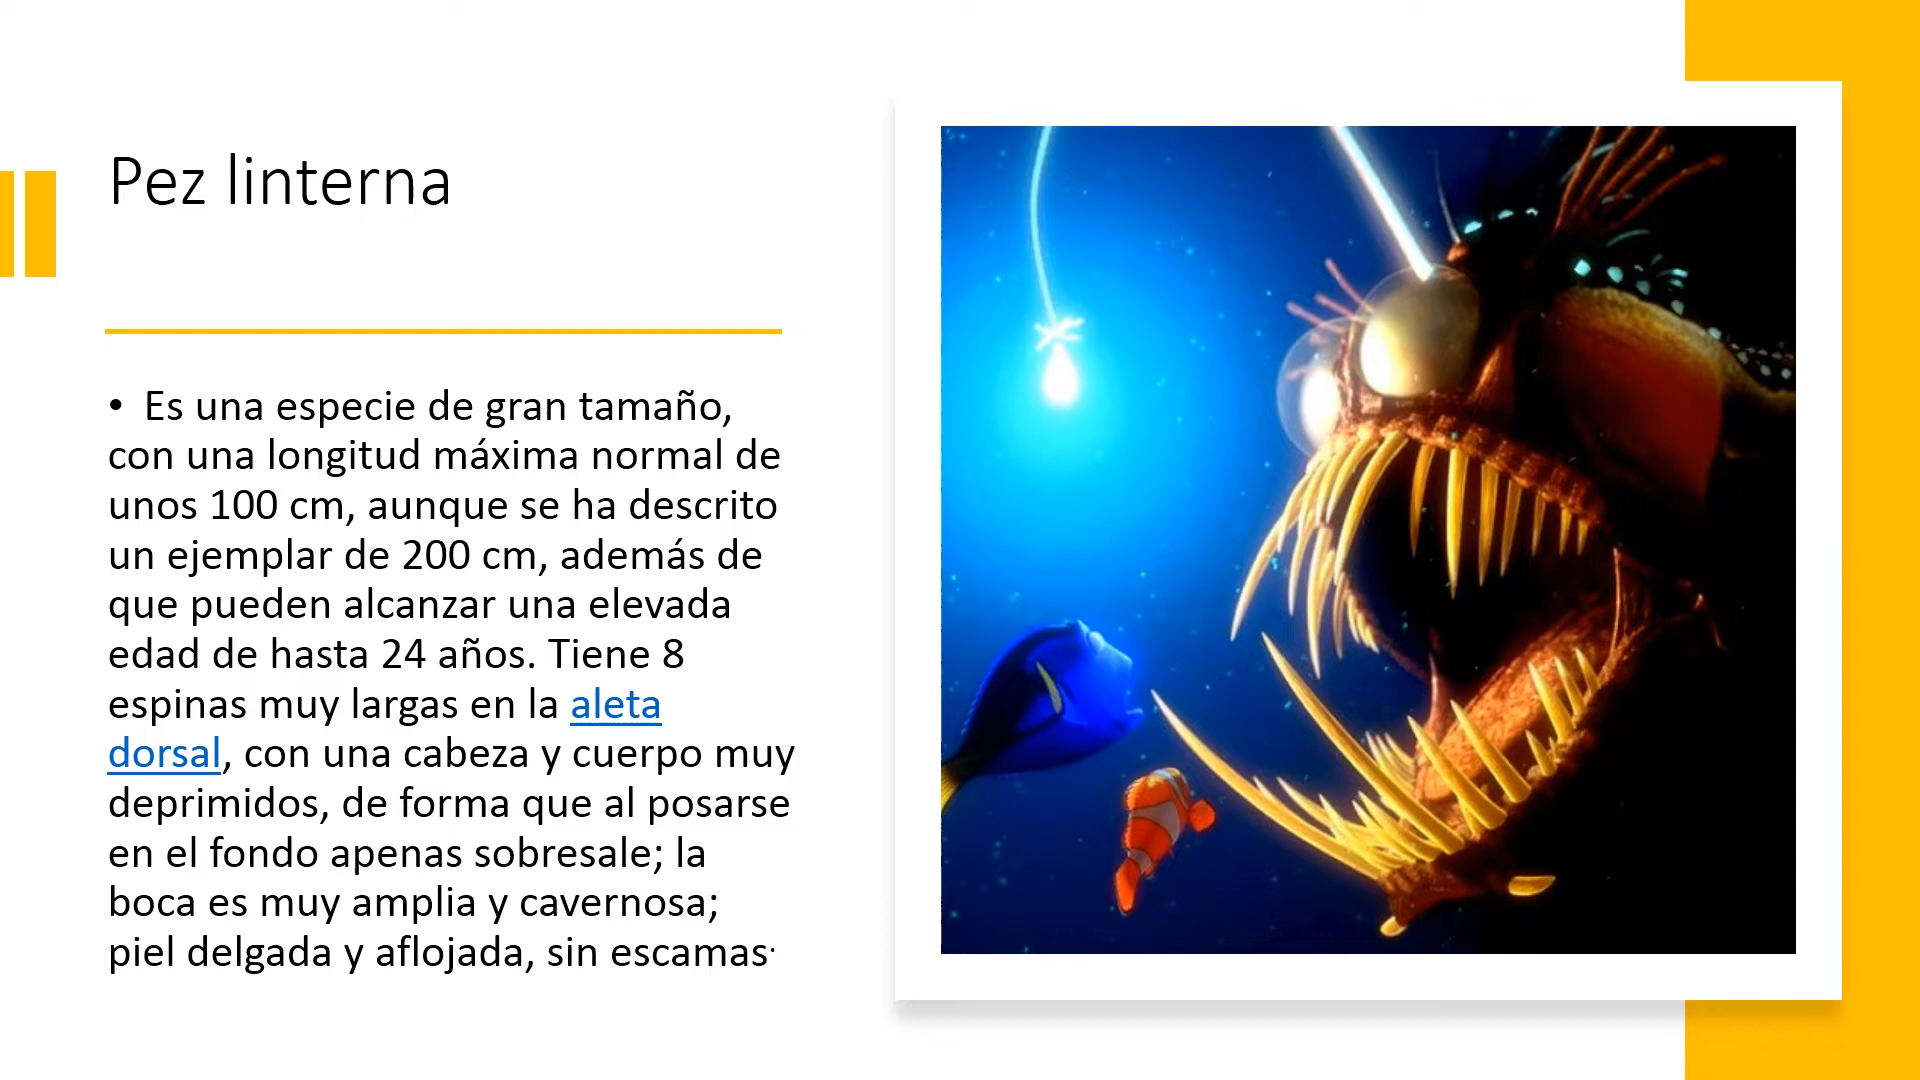 Pez linterna
• Es una especie de gran tamaño,
con una longitud máxima normal de
unos 100 cm, aunque se ha descrito
un ejemplar de 200 cm, además de
que pueden alcanzar una elevada
edad de hasta 24 años. Tiene 8
espinas muy largas en la aleta
dorsal, con una cabeza y cuerpo muy
deprimidos, de forma que al posarse
en el fondo apenas sobresale; la
boca es muy amplia y cavernosa;
piel delgada y aflojada, sin escamas.